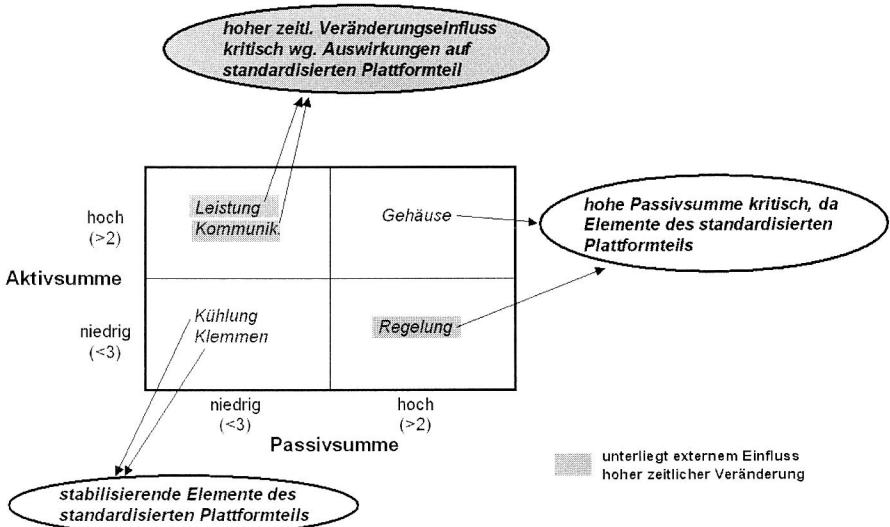 hoher zeitl. Veränderungseinfluss
kritisch wg. Auswirkungen auf
standardisierten Plattformteil
hoch
(>2)
Leistung
Kommunik.
Gehäuse
hohe Passivsumme kritisch, da
Elemente des standardisierten
Plattformteils
Aktivsumme
niedrig
(<3)
Kühlung
Klemmen
Regelung
niedrig
(<3)
hoch
(>2)
Passivsumme
unterliegt externem Einfluss
hoher zeitlicher Veränderung
stabilisierende Elemente des
standardisierten Plattformteils